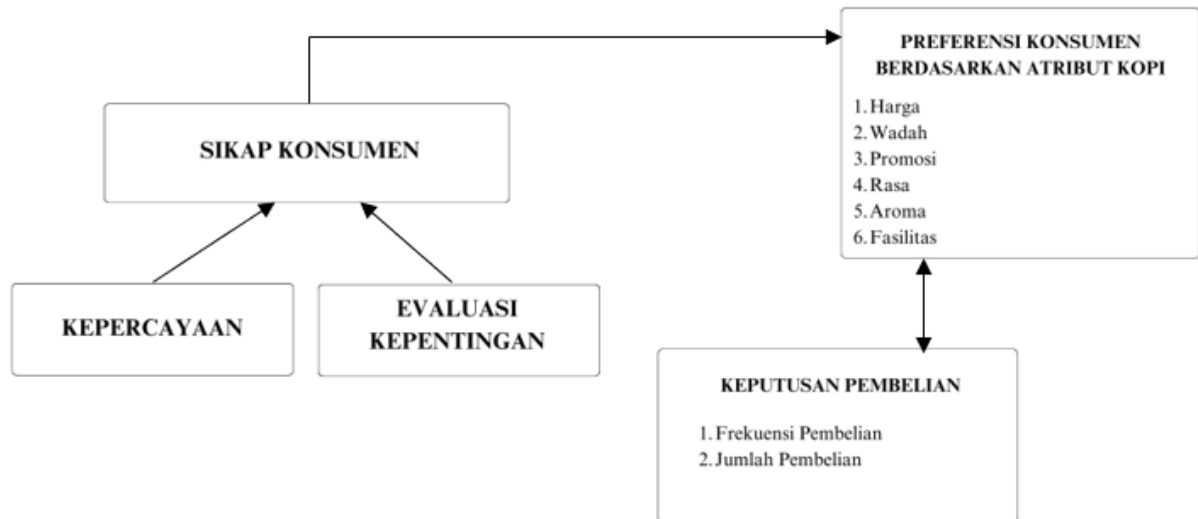 PREFERENSI KONSUMEN
BERDASARKAN ATRIBUT KOPI
1. Harga
2. Wadah
3. Promosi
4. Rasa
5. Aroma
6. Fasilitas
SIKAP KONSUMEN
KEPERCAYAAN
EVALUASI
KEPENTINGAN
KEPUTUSAN PEMBELIAN
1. Frekuensi Pembelian
2. Jumlah Pembelian